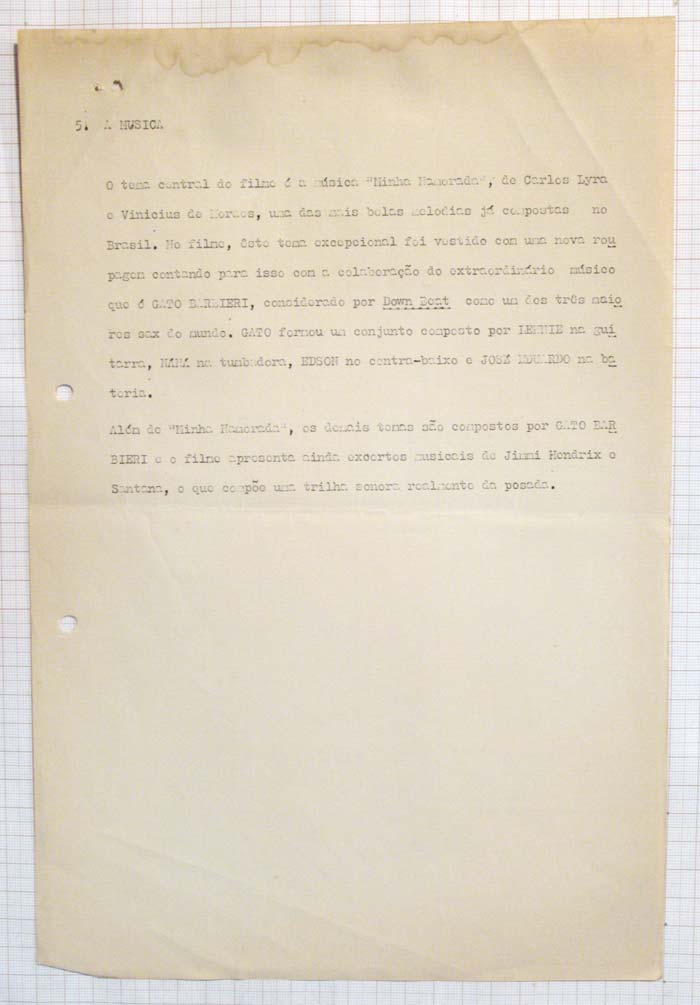 5. A MUSICA
O tema central do filme é a música "Minha Namorada", de Carlos Lyra
e Vinicius de Moraes, uma das mais belas melodias já compostas no
Brasil. No filme, êste tema excepcional foi vestido com uma nova rou
pagem contando para isso com a colaboração do extraordinário músico
que é GATO BARBIERI, considerado por Down Beat como um dos três maio
res sax do mundo. GATO formou um conjunto composto por LENNIE na gui
tarra, NANÁ na tumbadora, EDSON no contra-baixo e JOSÉ EDUARDO na ba
teria.
Além de "Minha Namorada", os demais temas são compostos por GATO BAR
BIERI e o filme apresenta ainda excertos musicais de Jimmi Hendrix e
Santana, o que compõe uma trilha sonora realmente da pesada.